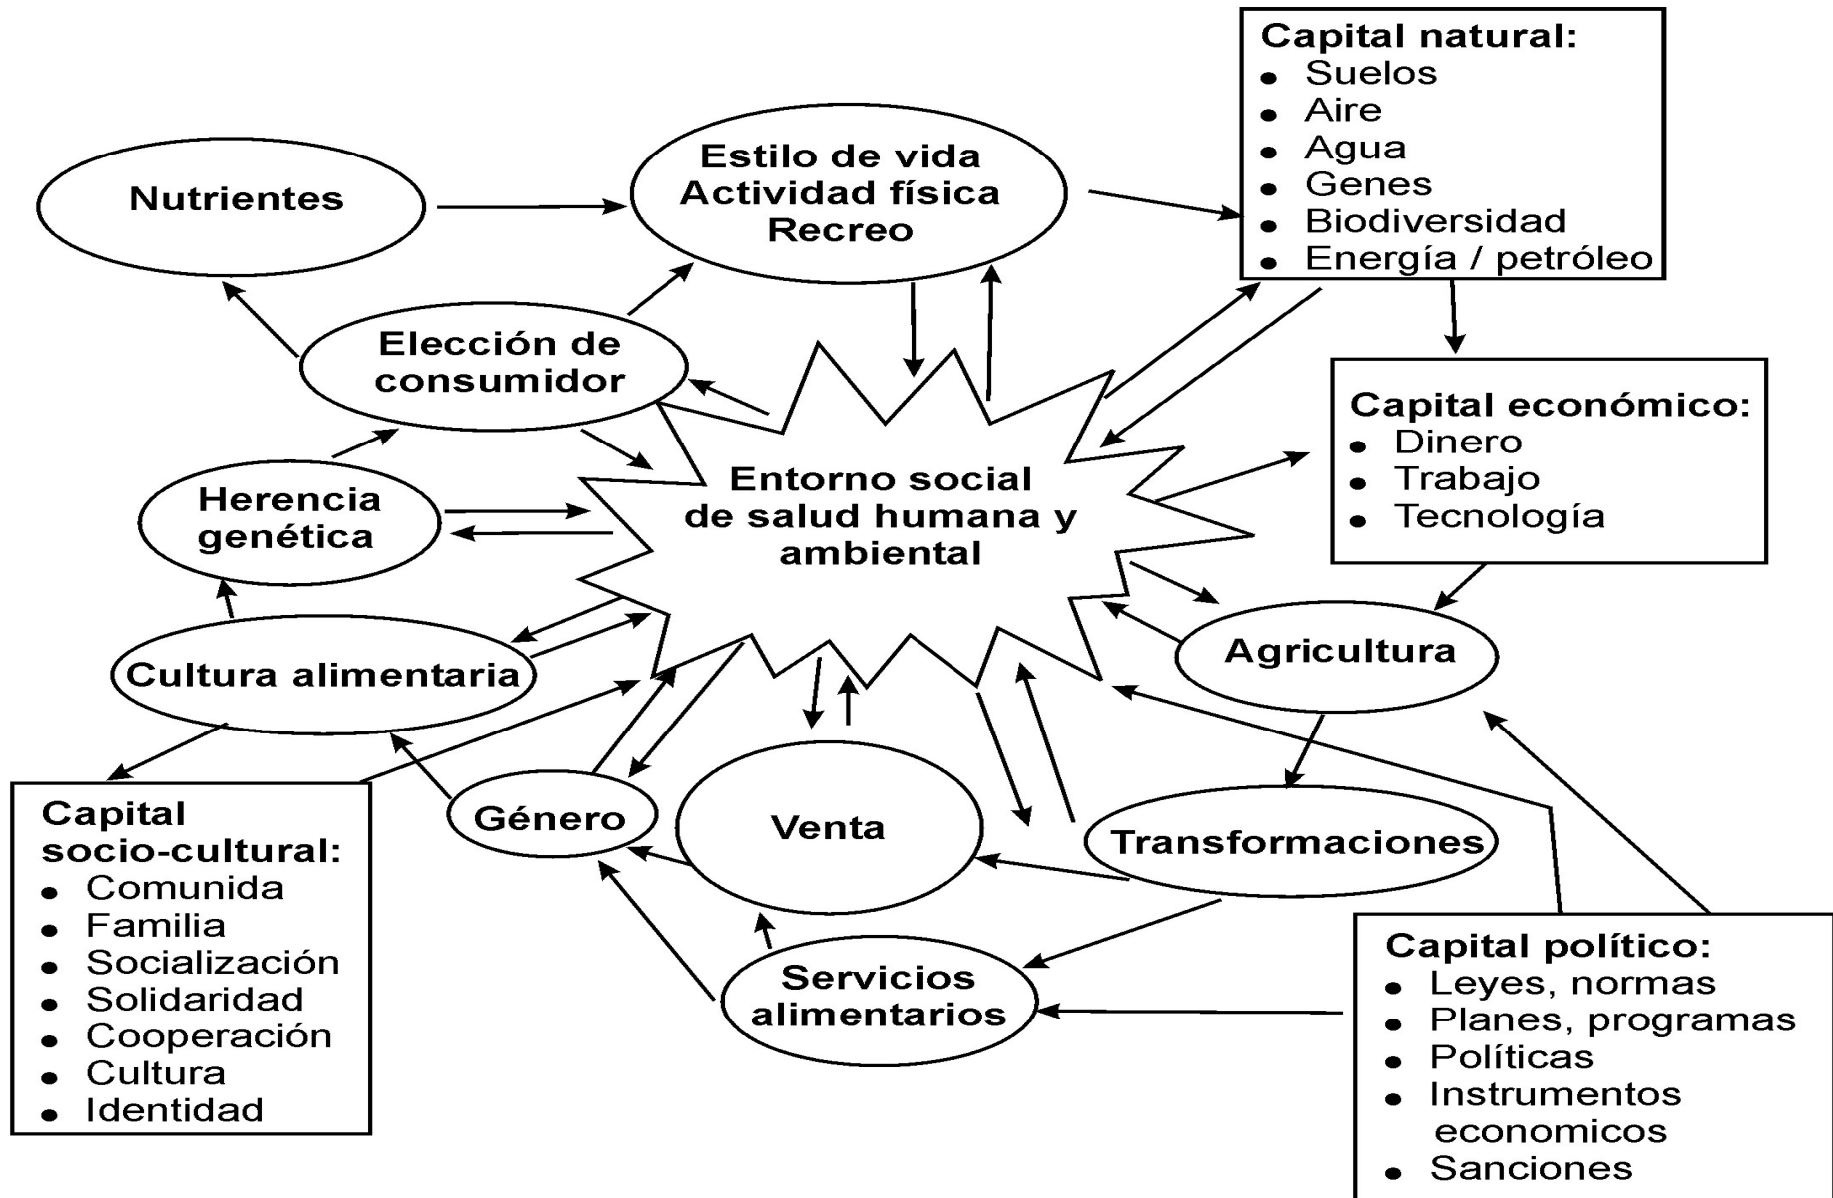 Capital natural:
• Suelos
• Aire
• Agua
• Genes
• Biodiversidad
• Energía / petróleo
Estilo de vida
Actividad física
Recreo
Nutrientes
Elección de
consumidor
Capital económico:
• Dinero
• Trabajo
• Tecnología
Herencia
genética
Entorno social
de salud humana y
ambiental
Cultura alimentaria
Agricultura
Capital
socio-cultural:
• Comunida
• Familia
• Socialización
• Solidaridad
• Cooperación
• Cultura
• Identidad
Género
Venta
Transformaciones
Servicios
alimentarios
Capital político:
• Leyes, normas
• Planes, programas
• Políticas
• Instrumentos
economicos
• Sanciones